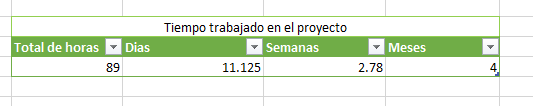 Tiempo trabajado en el proyecto
Total de horas Dias Semanas Meses
89 11.125 2.78 4